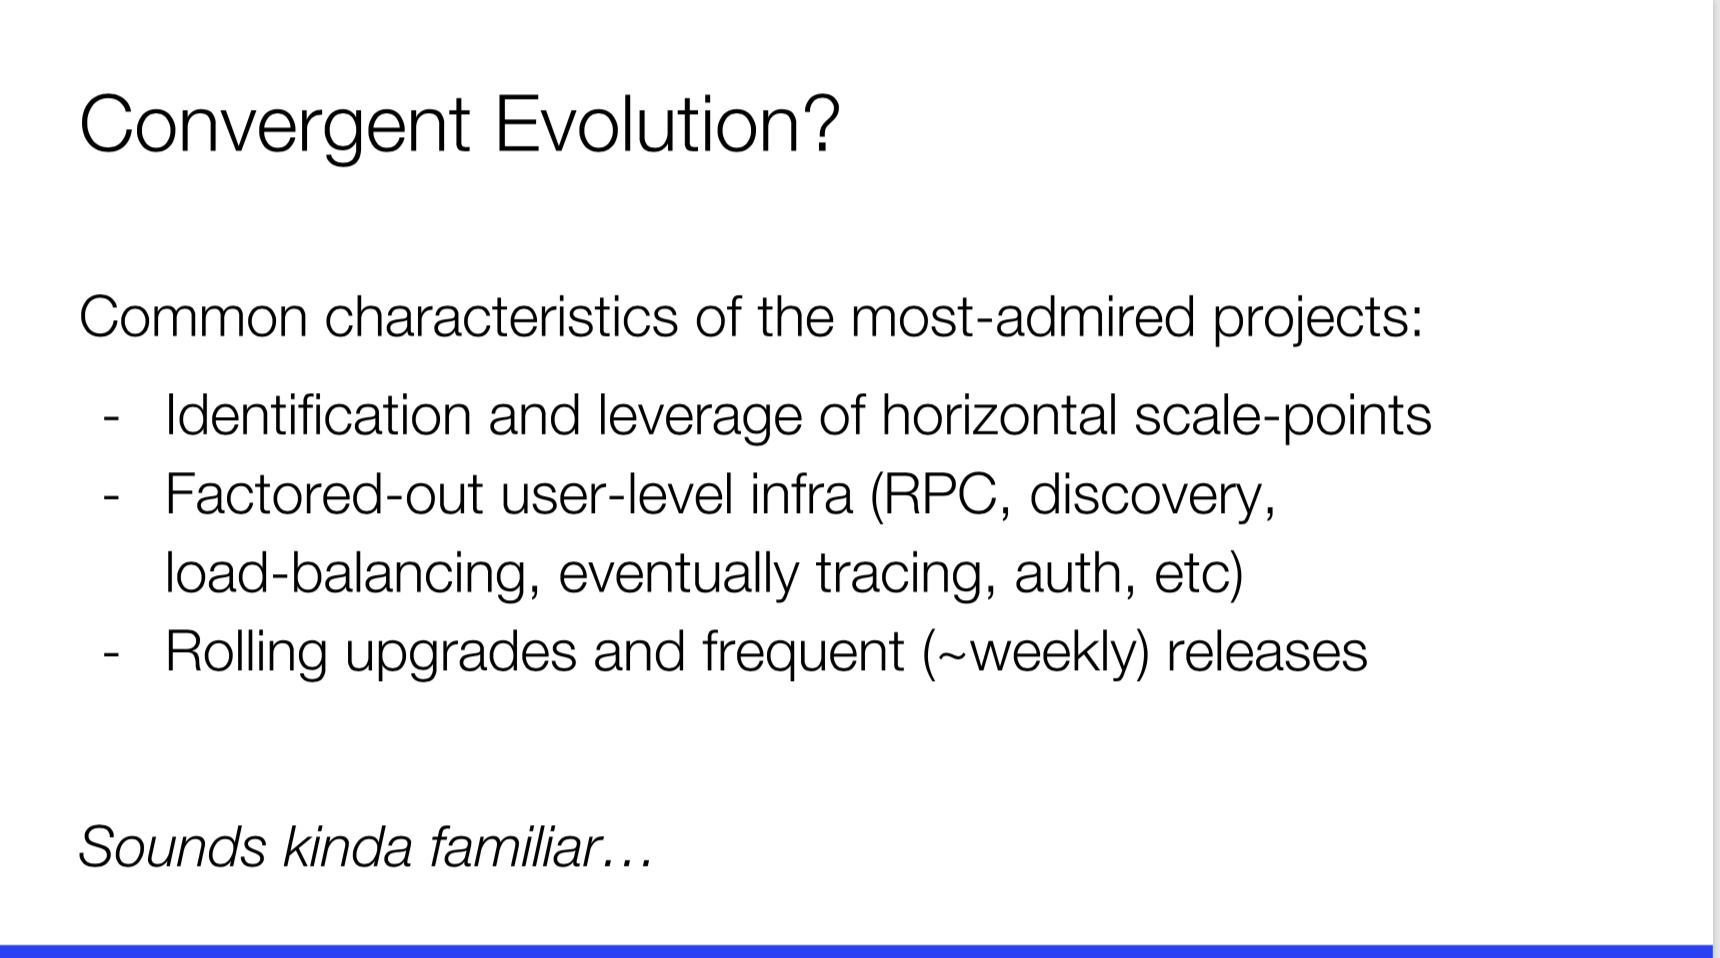 Convergent Evolution?
Common characteristics of the most-admired projects:
- Identification and leverage of horizontal scale-points
- Factored-out user-level infra (RPC, discovery,
load-balancing, eventually tracing, auth, etc)
- Rolling upgrades and frequent (~weekly) releases
Sounds kinda familiar…